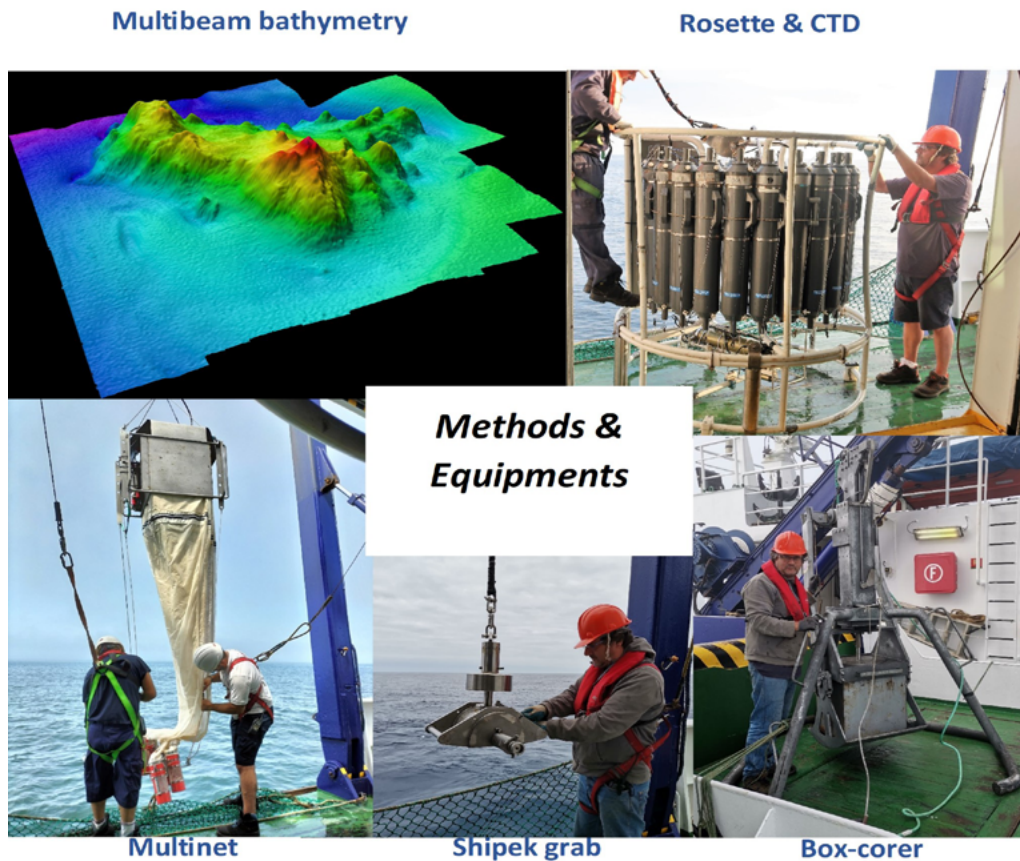 Multibeam bathymetry
Rosette & CTD
Methods &
Equipments
F
Multinet
Shipek grab
Box-corer